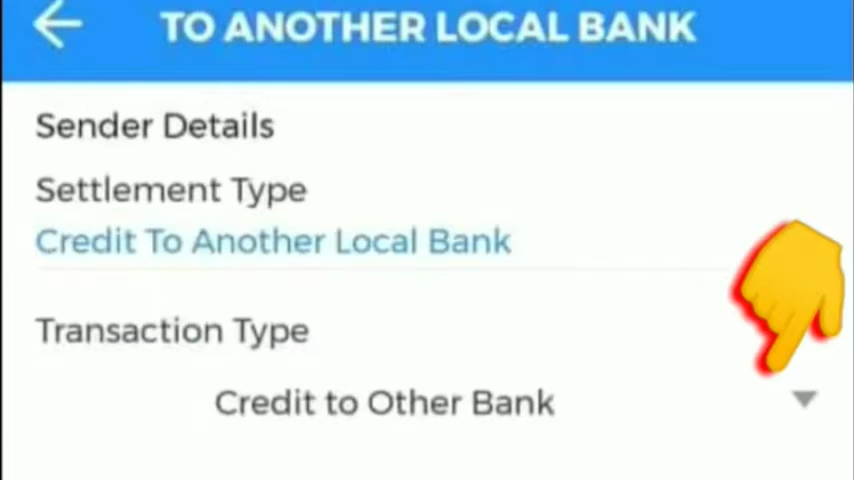 TO ANOTHER LOCAL BANK
Sender Details
Settlement Type
Credit To Another Local Bank
Transaction Type
Credit to Other Bank